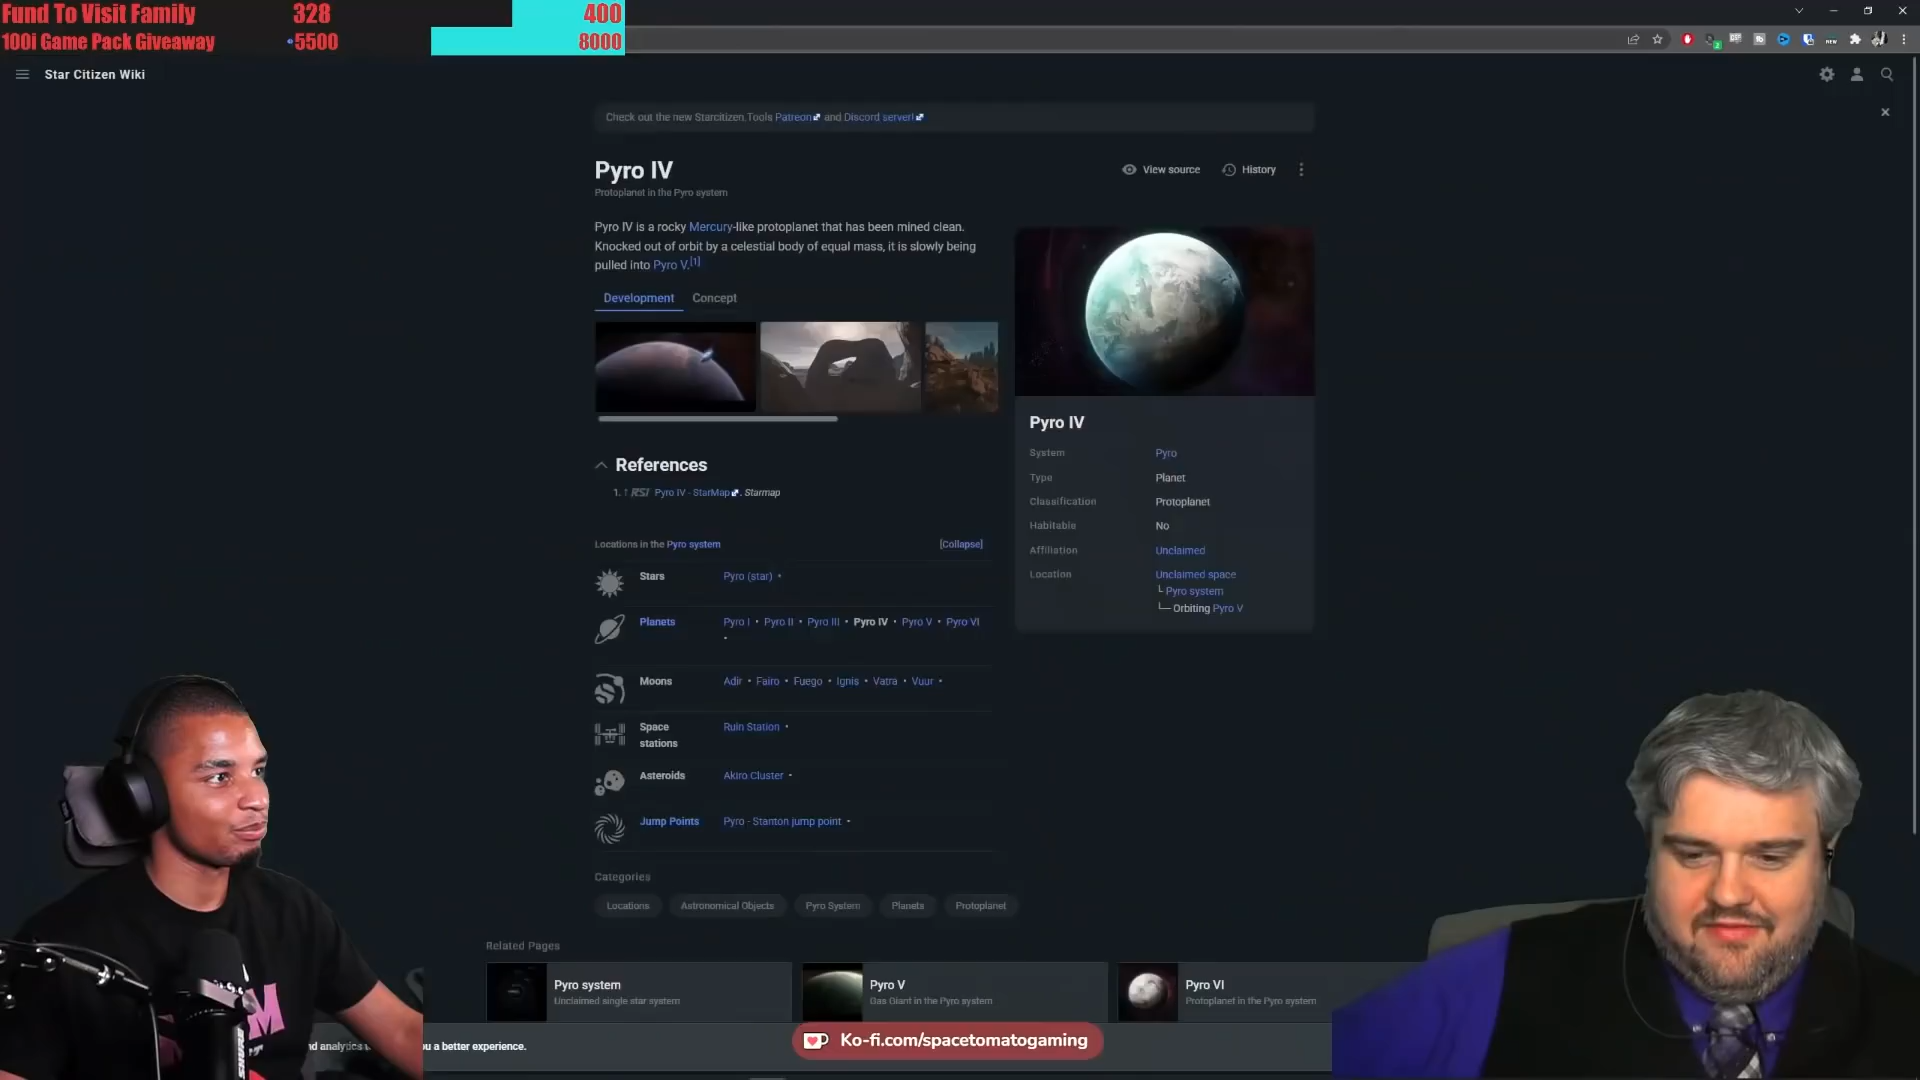 Fund To Visit Family 328 400
100i Game Pack Giveaway 5500 8000
Star Citizen Wiki
Check out the new Starcitizen.Tools Patreon and Discord server!
Pyro IV
View source History
Protoplanet in the Pyro system
Pyro IV is a rocky Mercury-like protoplanet that has been mined clean.
Knocked out of orbit by a celestial body of equal mass, it is slowly being
pulled into Pyro V.[1]
Development Concept
References
1. ↑ RSI Pyro IV - StarMap. Starmap
Pyro IV
System Pyro
Type Planet
Classification Protoplanet
Habitable No
Affiliation Unclaimed
Location Unclaimed space
Pyro system
Orbiting Pyro V
Locations in the Pyro system [Collapse]
Stars Pyro (star) •
Planets Pyro I • Pyro II • Pyro III • Pyro IV • Pyro V • Pyro VI
•
Moons Adir • Fairo • Fuego • Ignis • Vatra • Vuur •
Space
stations
Ruin Station •
Asteroids Akiro Cluster •
Jump Points Pyro - Stanton jump point •
Categories
Locations Astronomical Objects Pyro System Planets Protoplanet
Related Pages
Pyro system
Unclaimed single star system
Pyro V
Gas Giant in the Pyro system
Pyro VI
Protoplanet in the Pyro system
a better experience.
Ko-fi.com/spacetomatogaming